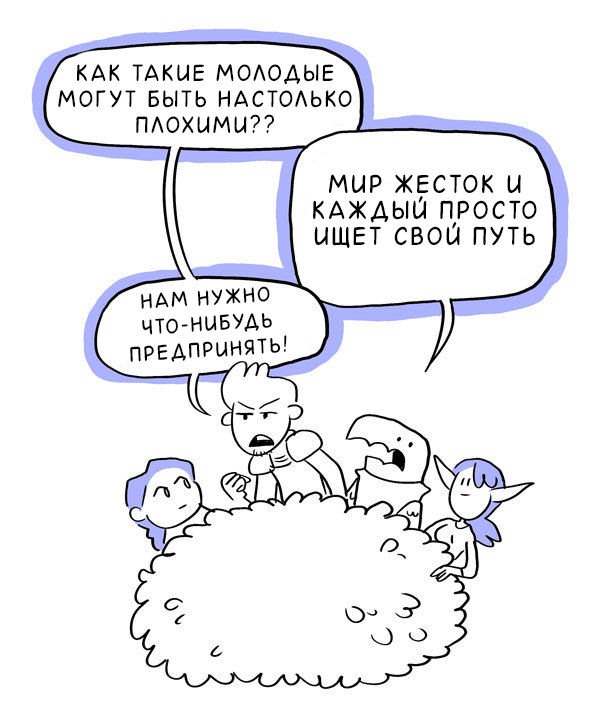 КАК ТАКИЕ МОЛОДЫЕ
МОГУТ БЫТЬ НАСТОЛЬКО
ПЛОХИМИ??
НАМ НУЖНО
ЧТО-НИБУДЬ
ПРЕДПРИНЯТЬ!
МИР ЖЕСТОК И
КАЖДЫЙ ПРОСТО
ИЩЕТ СВОЙ ПУТЬ